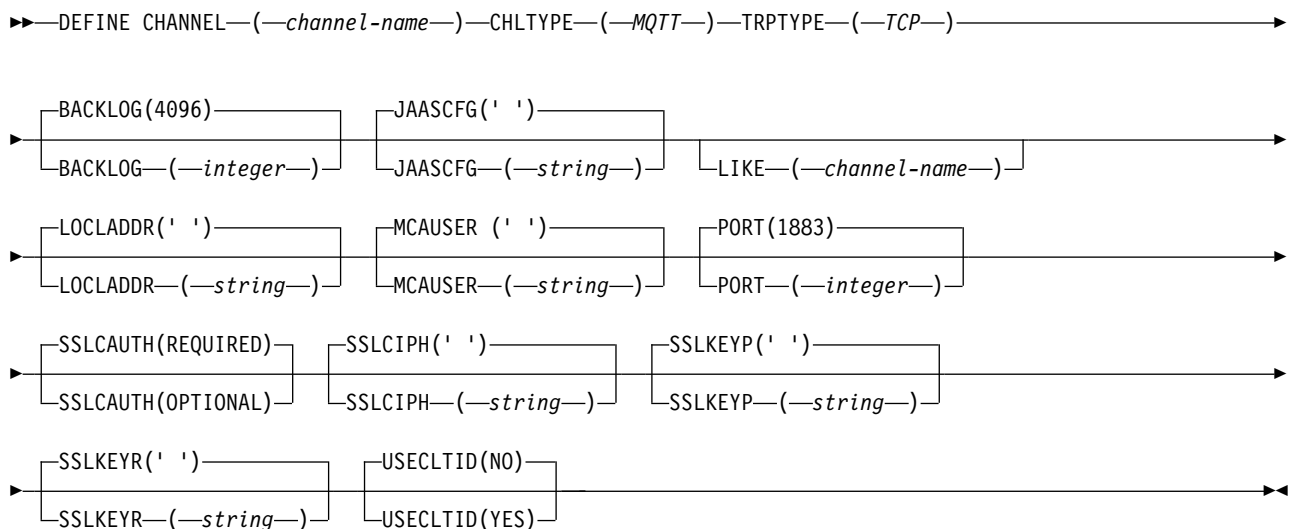 DEFINE CHANNEL ( channel-name ) CHLTYPE ( MQTT ) TRPTYPE ( TCP )
BACKLOG(4096) JAASCFG(' ')
BACKLOG ( integer ) JAASCFG ( string ) LIKE ( channel-name )
LOCLADDR(' ') MCAUSER (' ') PORT(1883)
LOCLADDR ( string ) MCAUSER ( string ) PORT ( integer )
SSLCAUTH(REQUIRED) SSLCIPH(' ') SSLKEYP(' ')
SSLCAUTH(OPTIONAL) SSLCIPH ( string ) SSLKEYP ( string )
SSLKEYR(' ') USECLTID(NO)
SSLKEYR ( string ) USECLTID(YES)